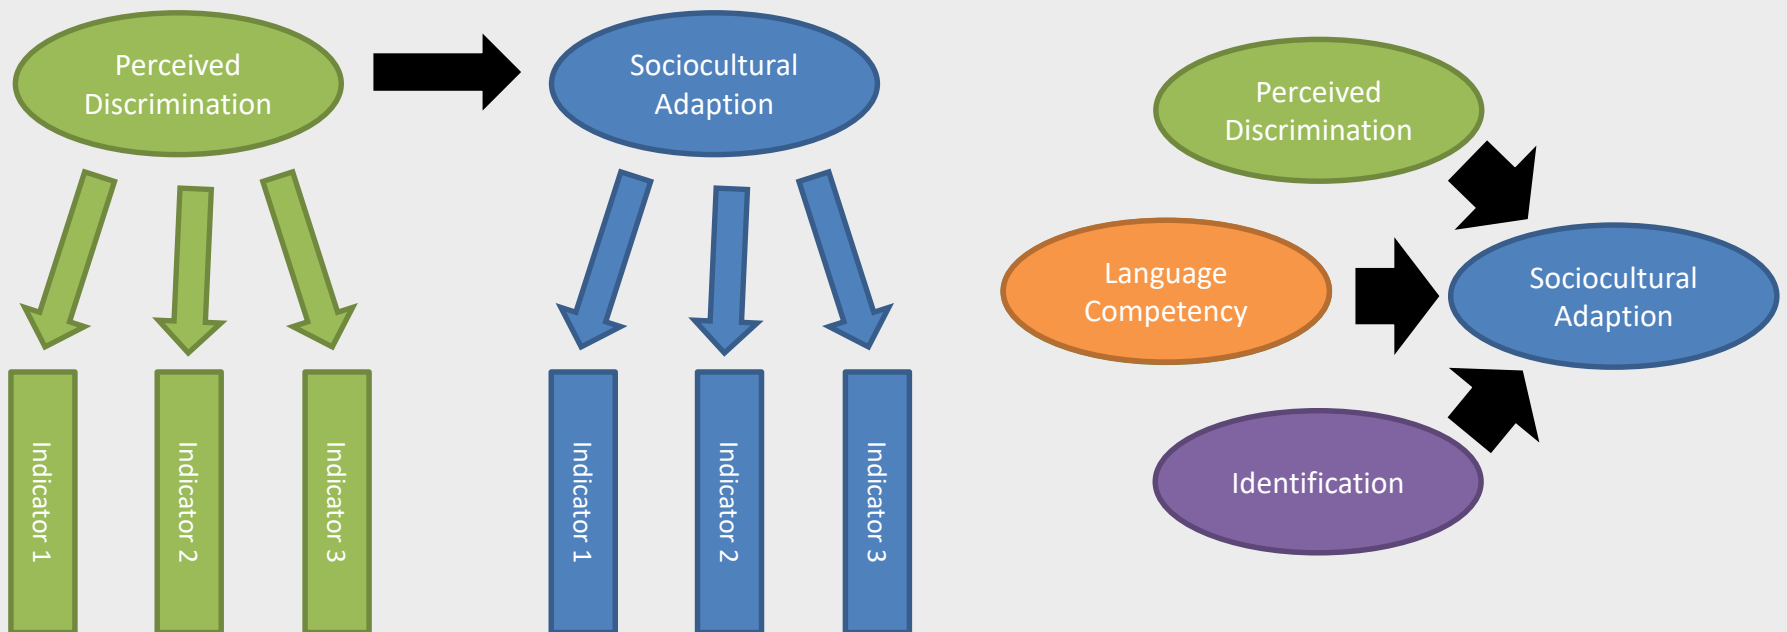 Perceived
Discrimination
Sociocultural
Adaption
Indicator 1
Indicator 2
Indicator 3
Indicator 1
Indicator 2
Indicator 3
Perceived
Discrimination
Language
Competency
Sociocultural
Adaption
Identification